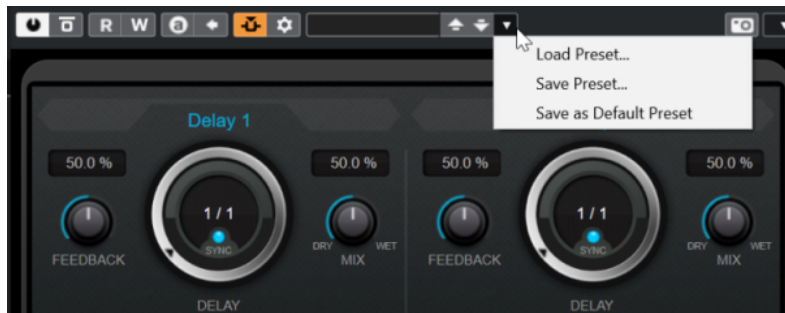 R W a
Load Preset...
Save Preset...
Save as Default Preset
Delay 1
50.0 % 50.0 % 50.0 % 50.0 %
1 / 1 1 / 1
SYNC SYNC
DRY WET DRY WET
FEEDBACK MIX FEEDBACK MIX
DELAY DELAY